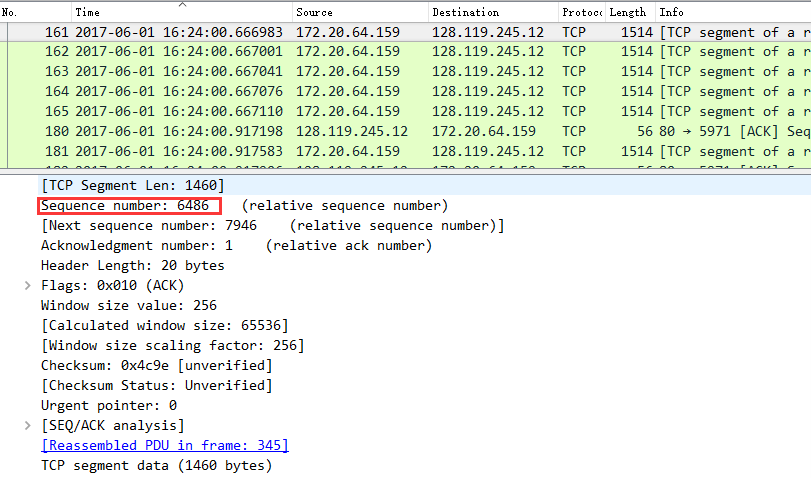 No. Time Source Destination Protoco Length Info
161 2017-06-01 16:24:00.666983 172.20.64.159 128.119.245.12 TCP 1514 [TCP segment of a r
162 2017-06-01 16:24:00.667001 172.20.64.159 128.119.245.12 TCP 1514 [TCP segment of a r
163 2017-06-01 16:24:00.667041 172.20.64.159 128.119.245.12 TCP 1514 [TCP segment of a r
164 2017-06-01 16:24:00.667076 172.20.64.159 128.119.245.12 TCP 1514 [TCP segment of a r
165 2017-06-01 16:24:00.667110 172.20.64.159 128.119.245.12 TCP 1514 [TCP segment of a r
180 2017-06-01 16:24:00.917198 128.119.245.12 172.20.64.159 TCP 56 80 → 5971 [ACK] Seq
181 2017-06-01 16:24:00.917583 172.20.64.159 128.119.245.12 TCP 1514 [TCP segment of a r
[TCP Segment Len: 1460]
Sequence number: 6486 (relative sequence number)
[Next sequence number: 7946 (relative sequence number)]
Acknowledgment number: 1 (relative ack number)
Header Length: 20 bytes
Flags: 0x010 (ACK)
Window size value: 256
[Calculated window size: 65536]
[Window size scaling factor: 256]
Checksum: 0x4c9e [unverified]
[Checksum Status: Unverified]
Urgent pointer: 0
[SEQ/ACK analysis]
[Reassembled PDU in frame: 345]
TCP segment data (1460 bytes)